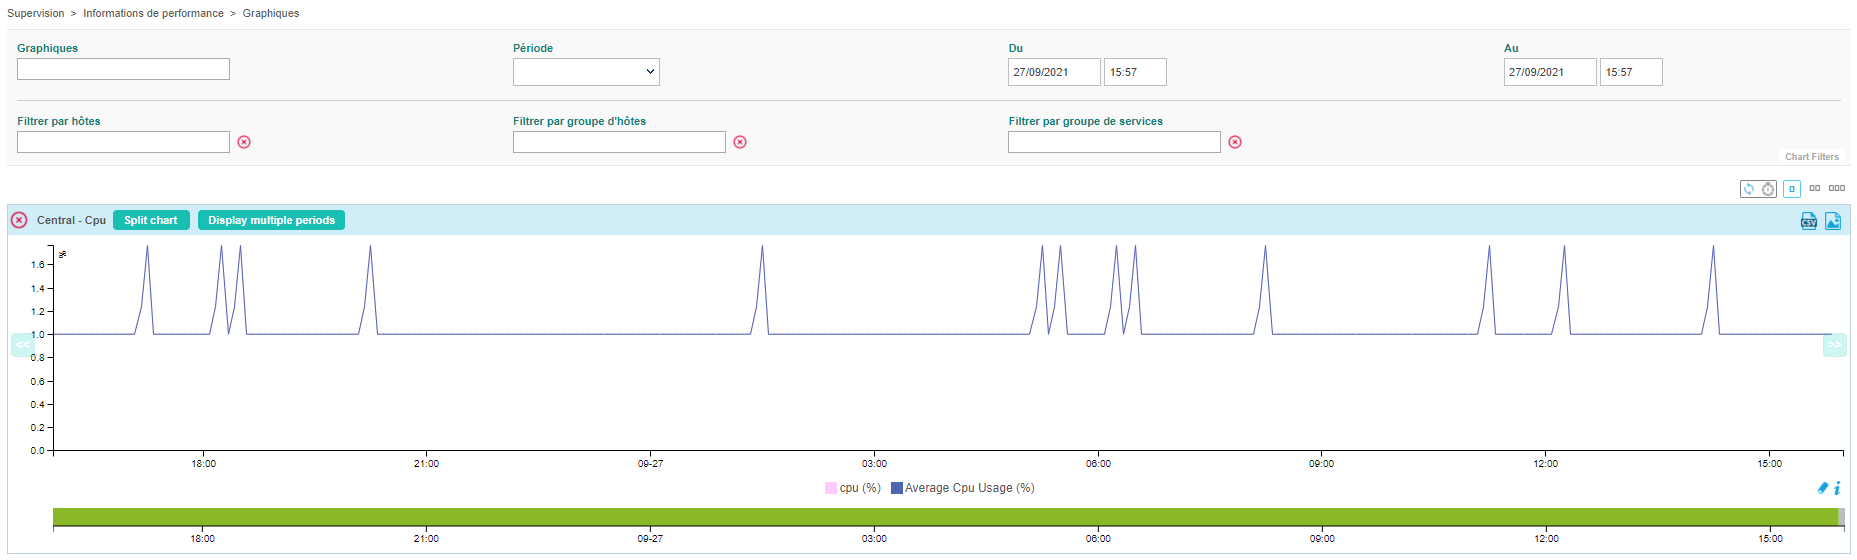 Supervision > Informations de performance > Graphiques
Graphiques Période Du Au
27/09/2021 15:57 27/09/2021 15:57
Filtrer par hôtes Filtrer par groupe d'hôtes Filtrer par groupe de services
Chart Filters
Central - Cpu Split chart Display multiple periods CSV
%
1.6
1.4
1.2
1.0
<< >>
0.8
0.6
0.4
0.2
0.0
18:00 21:00 09-27 03:00 06:00 09:00 12:00 15:00
cpu (%) Average Cpu Usage (%)
18:00 21:00 09-27 03:00 06:00 09:00 12:00 15:00